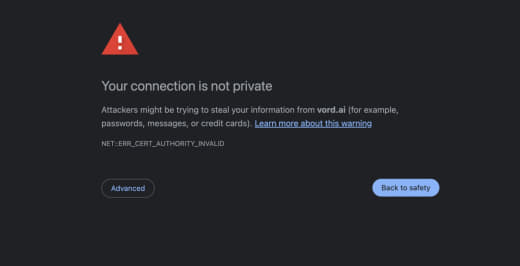 Your connection is not private
Attackers might be trying to steal your information from vord.ai (for example,
passwords, messages, or credit cards). Learn more about this warning
NET::ERR_CERT_AUTHORITY_INVALID
Advanced
Back to safety